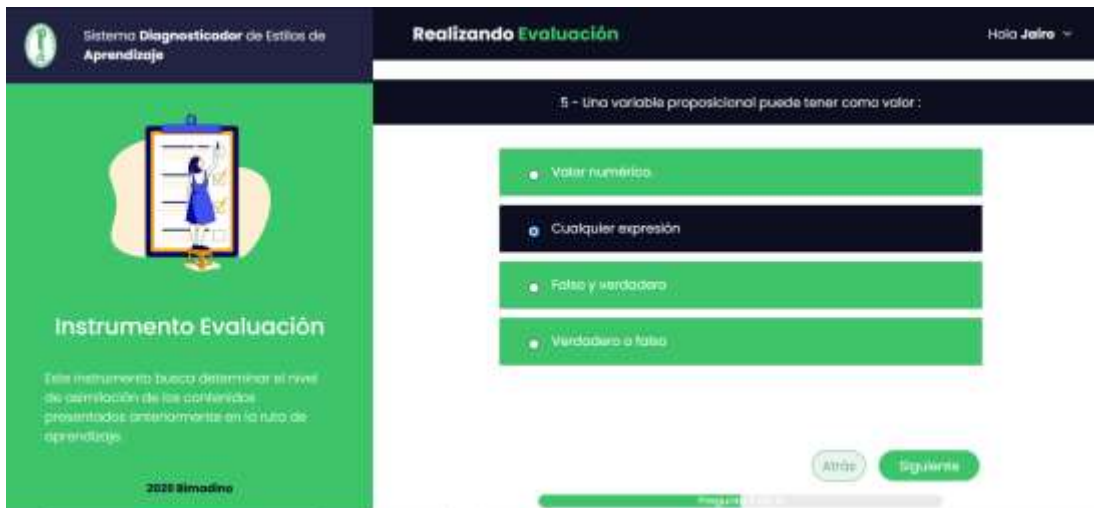 Sistema Diagnosticador de Estilos de
Aprendizaje
Realizando Evaluación
Hola Jairo
5 - Una variable proposicional puede tener como valor :
Valor numérico.
Cualquier expresión
Falso y verdadero
Verdadero o falso
Instrumento Evaluación
Este instrumento busca determinar el nivel
de asimilación de los contenidos
presentados anteriormente en la ruta de
aprendizaje.
Atrás
Siguiente
2020 Bimadino
Pregunta